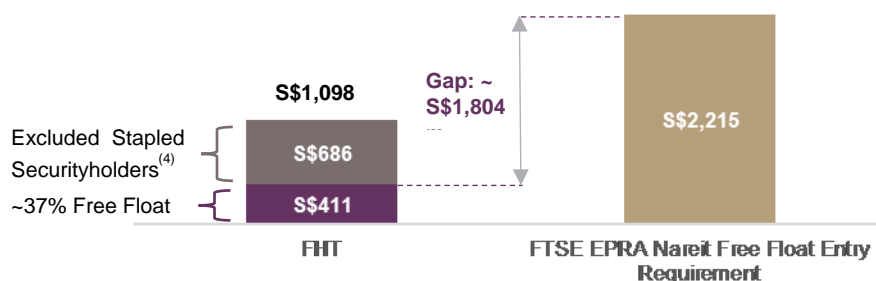 S$1,098
Gap: ~
S$1,804
S$2,215
Excluded Stapled
Securityholders(4)
S$686
~37% Free Float
S$411
FHT
FTSE EPRA Nareit Free Float Entry
Requirement